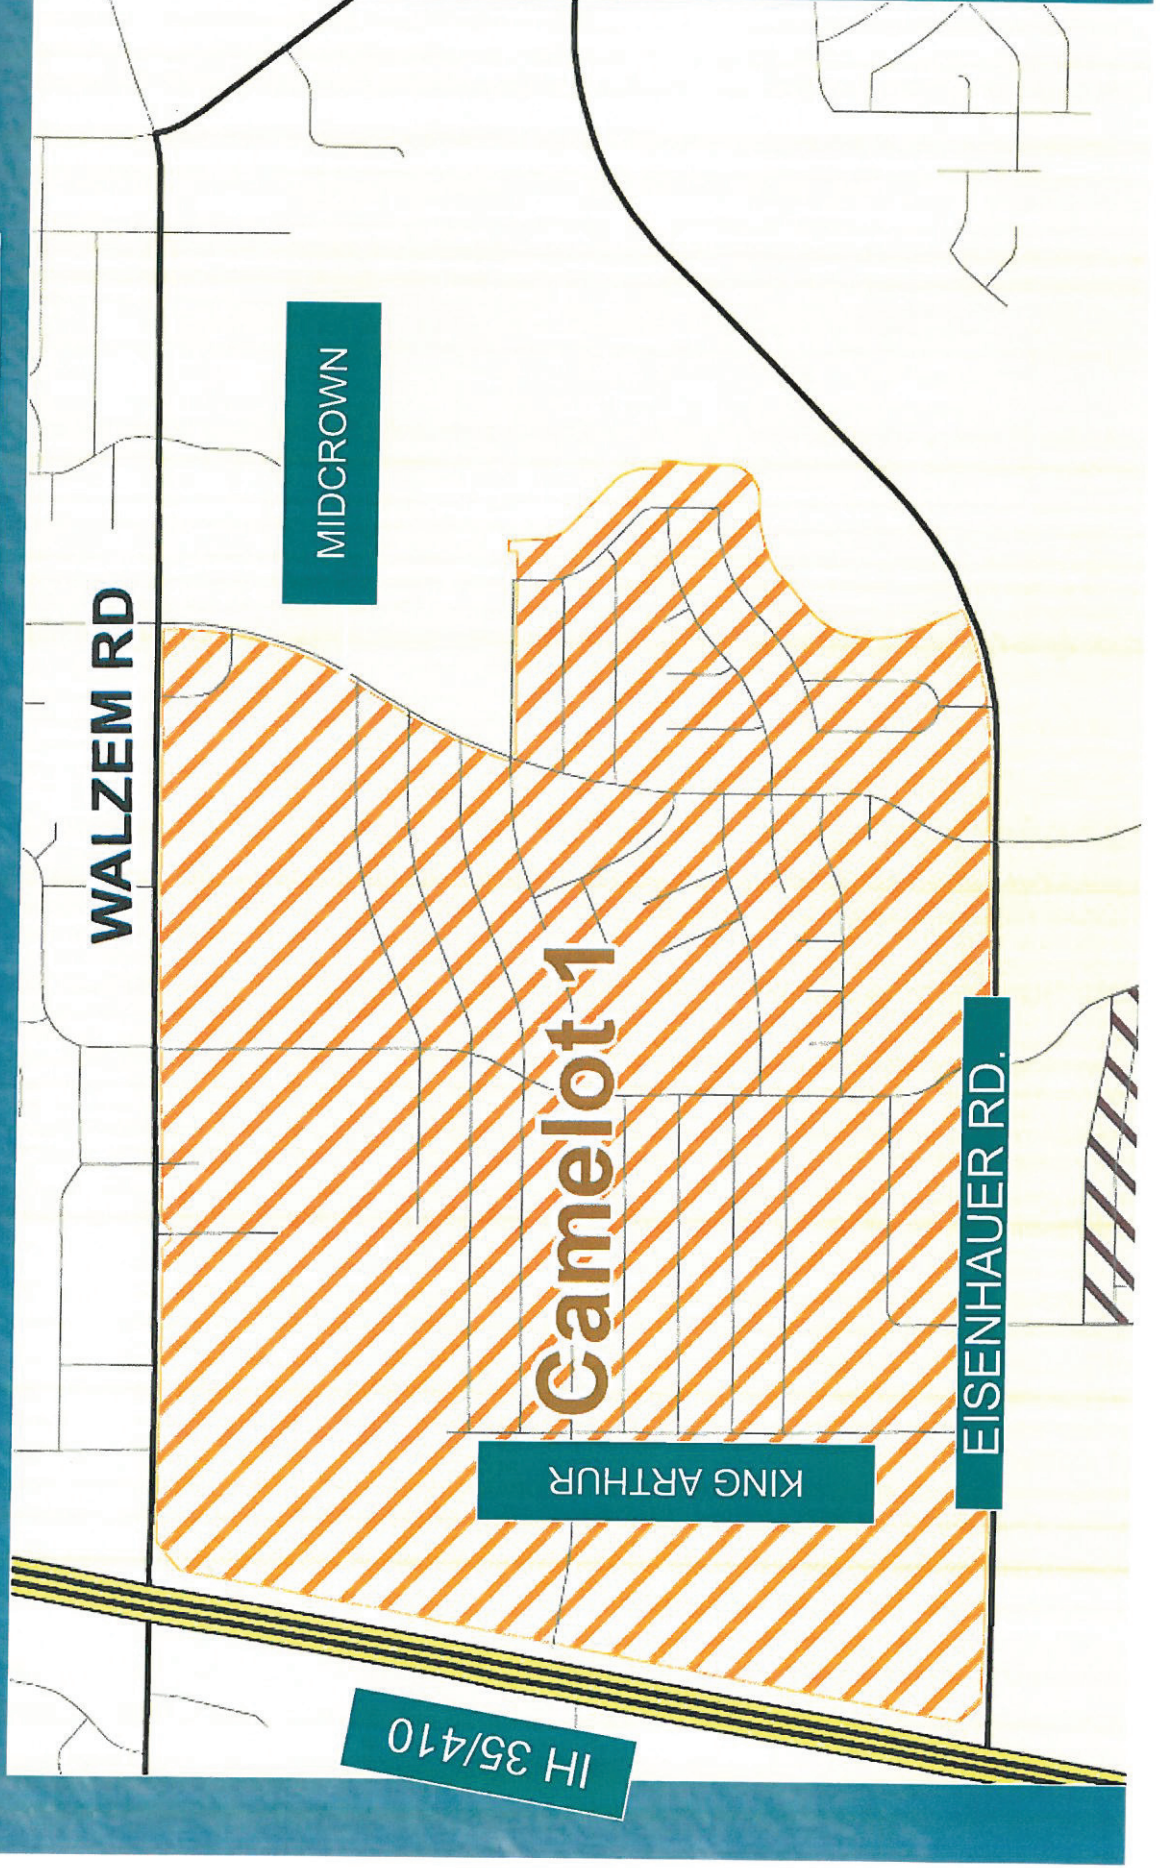 WALZEM RD
MIDCROWN
Camelot 1
KING ARTHUR
EISENHAUER RD.
IH 35/410